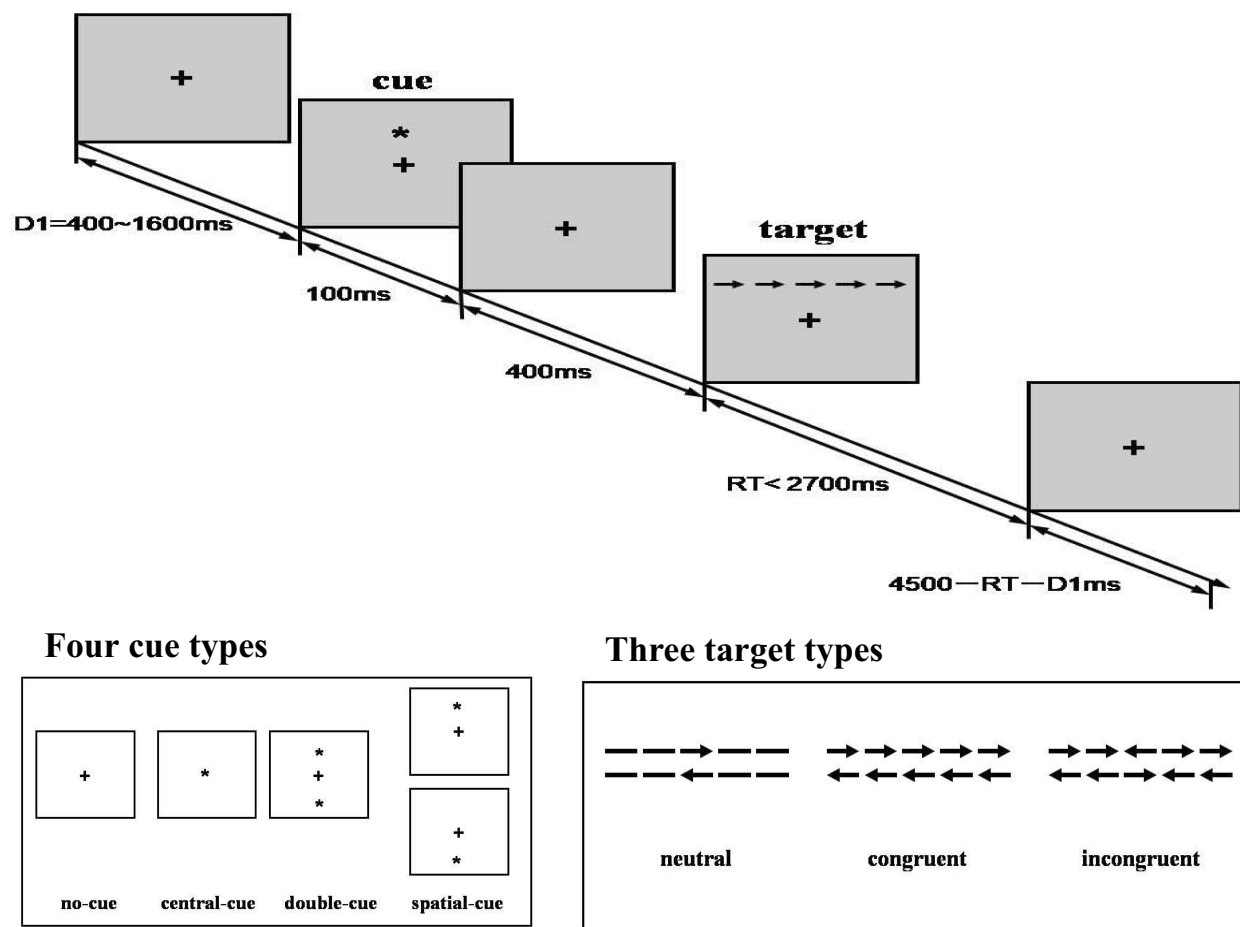 cue
D1=400~1600ms
100ms
target
400ms
RT<2700ms
4500—RT—D1ms
Four cue types
Three target types
no-cue central-cue double-cue spatial-cue
neutral congruent incongruent